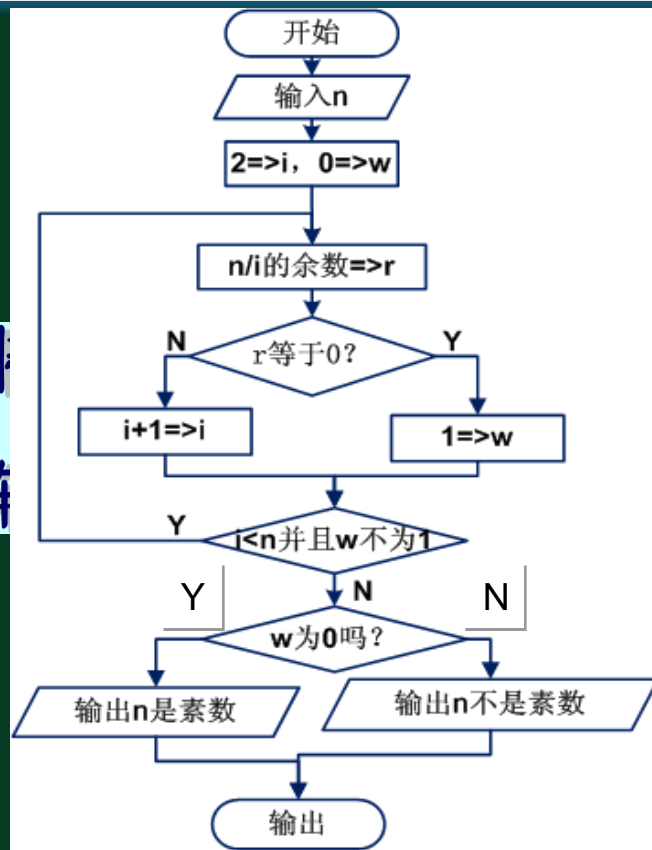 开始
输入n
2=>i，0=>w
n/i的余数=>r
N
r等于0？
Y
i+1=>i
1=>w
Y
i<n并且w不为1
N
Y
N
w为0吗？
输出n是素数
输出n不是素数
输出